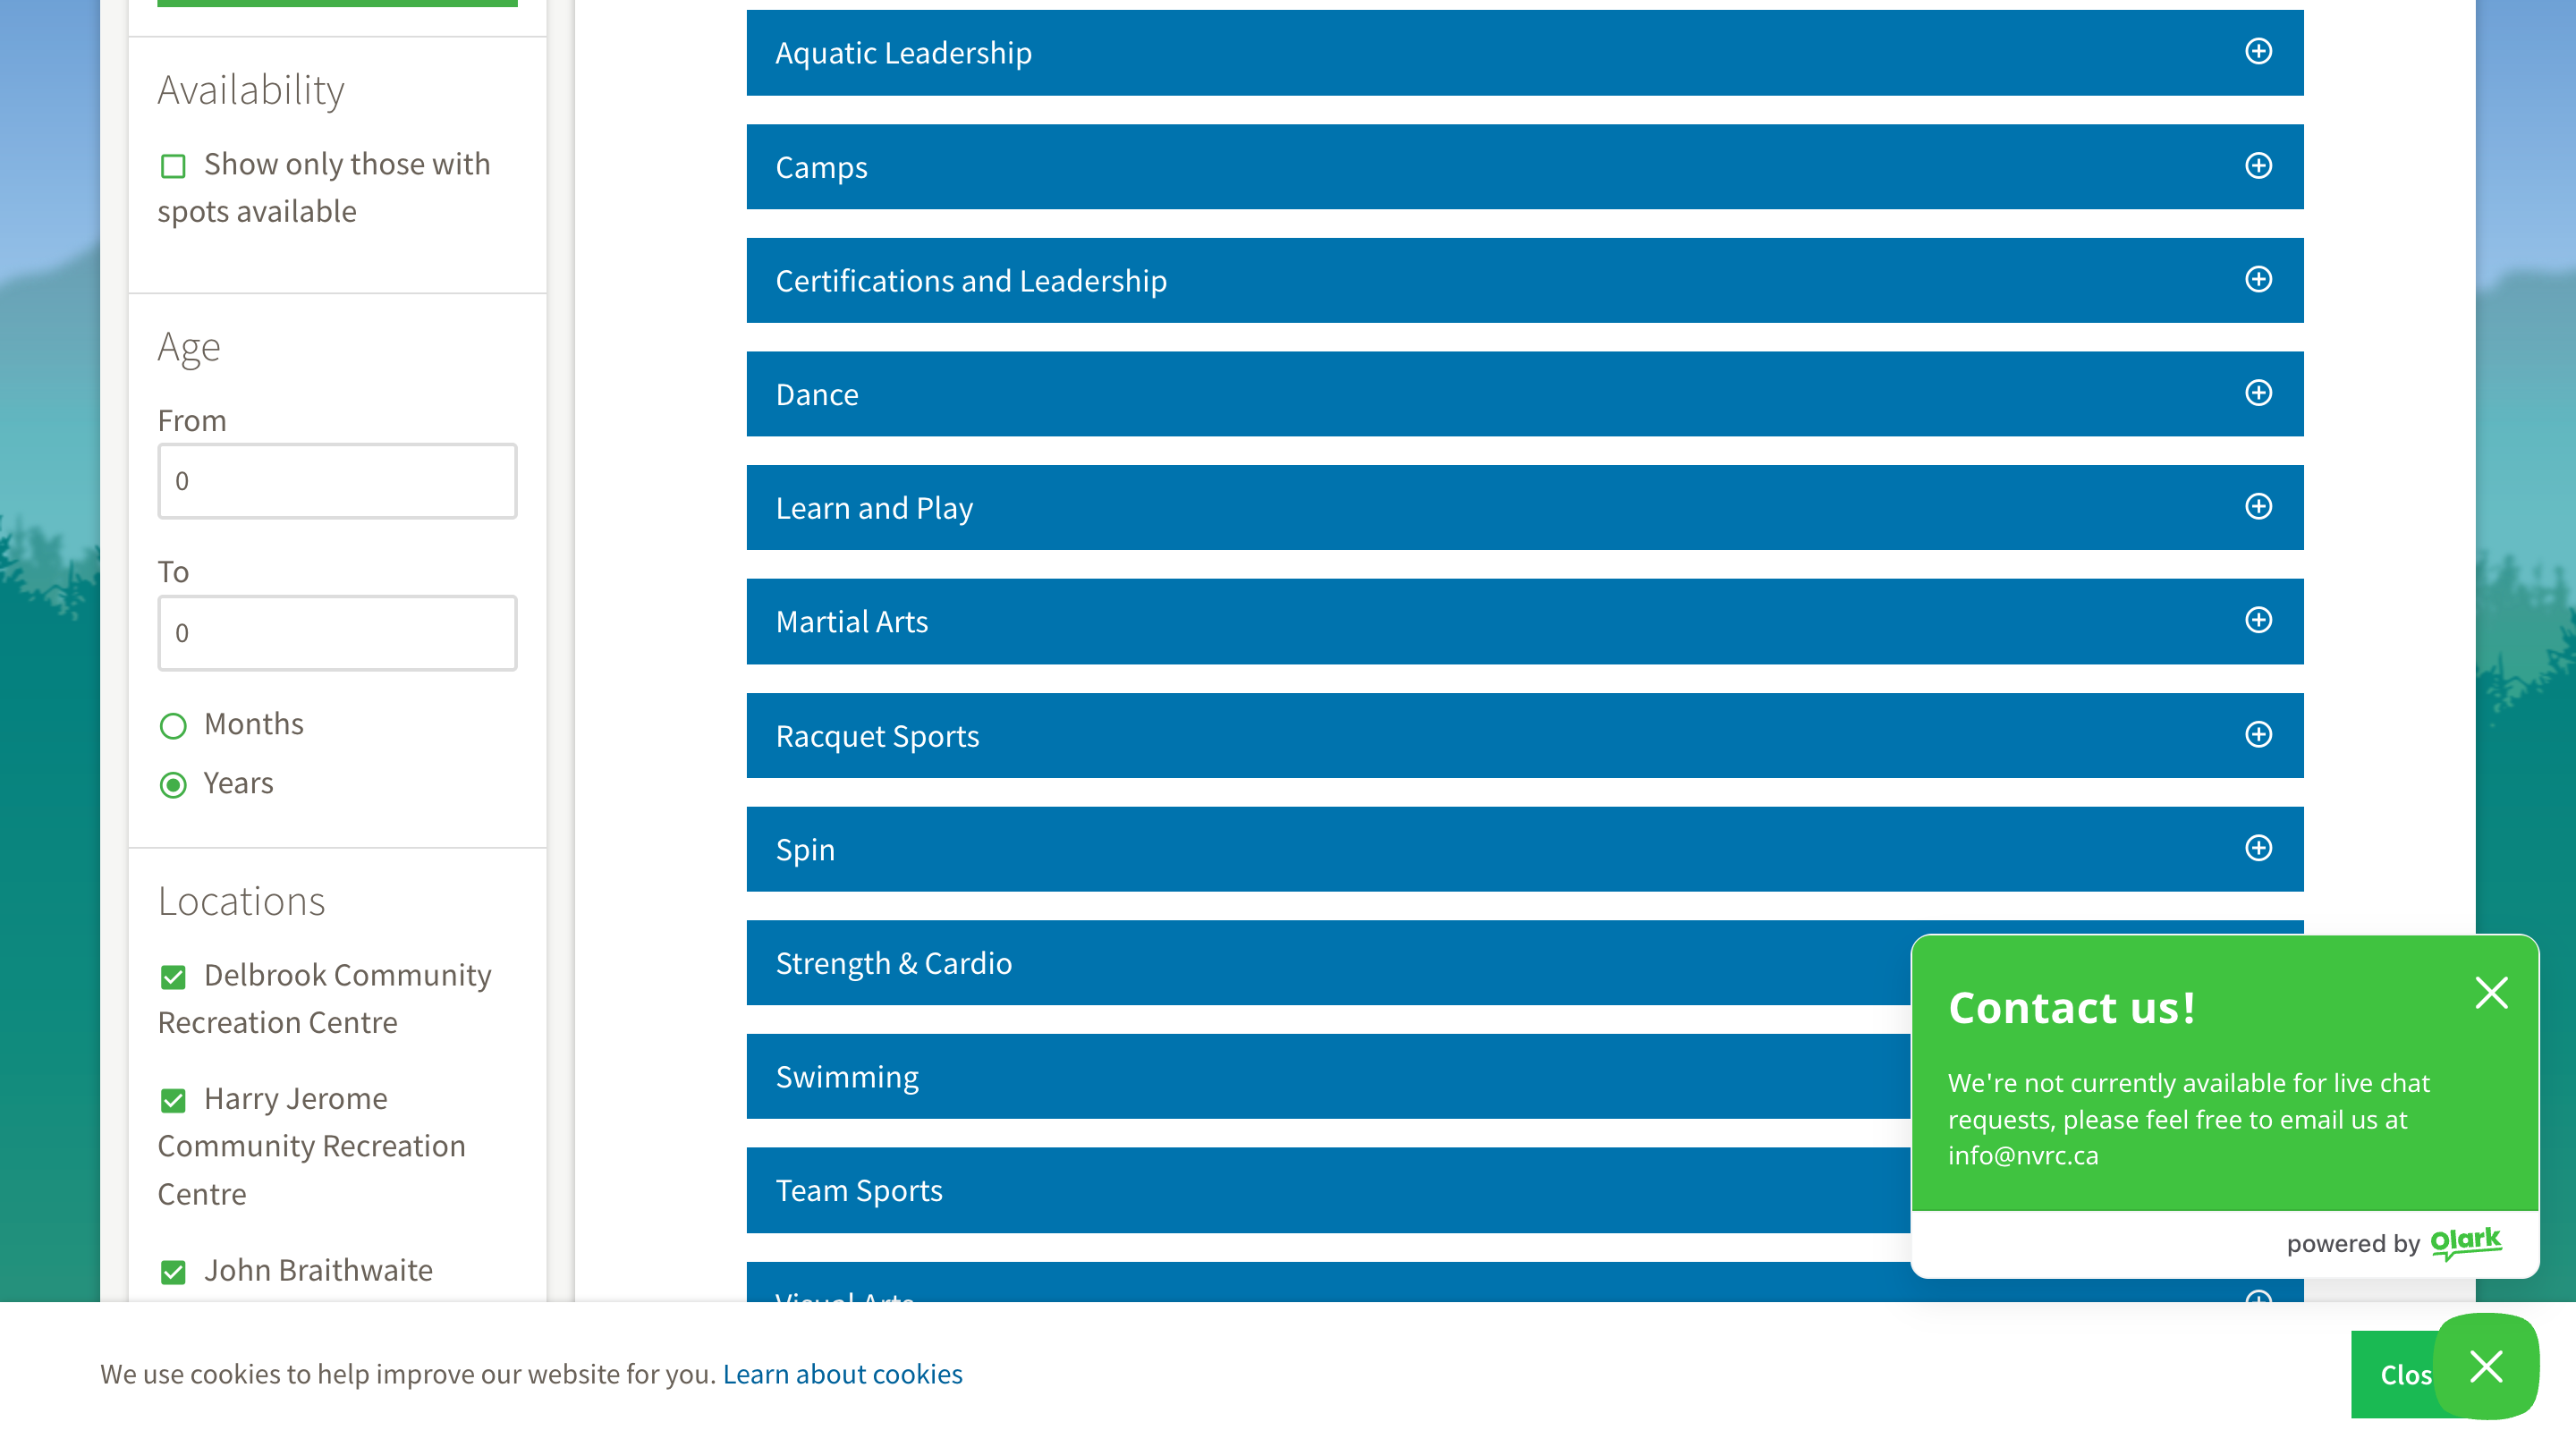 Availability
Show only those with
spots available
Age
From
0
To
0
Months
Years
Locations
Delbrook Community
Recreation Centre
Harry Jerome
Community Recreation
Centre
John Braithwaite
Aquatic Leadership
Camps
Certifications and Leadership
Dance
Learn and Play
Martial Arts
Racquet Sports
Spin
Strength & Cardio
Swimming
Team Sports
Visual Arts
Contact us!
We're not currently available for live chat
requests, please feel free to email us at
info@nvrc.ca
powered by olark
We use cookies to help improve our website for you. Learn about cookies
Clos